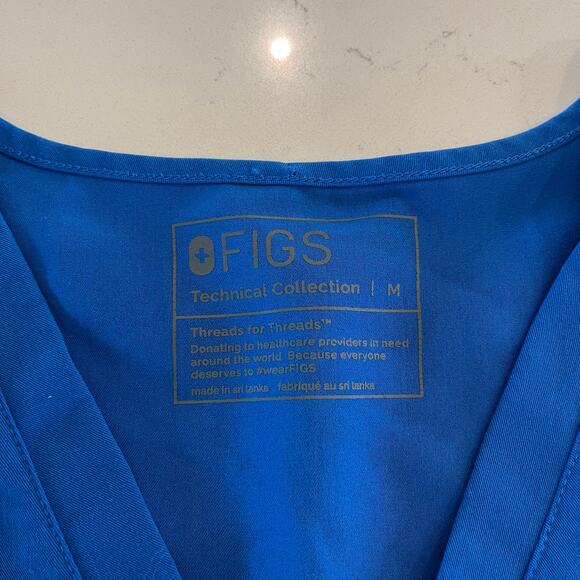 FIGS
Technical Collection | M
Threads for Threads™
Donating to healthcare providers in need
around the world. Because everyone
deserves to #wearFIGS
made in sri lanka fabriqué au sri lanka